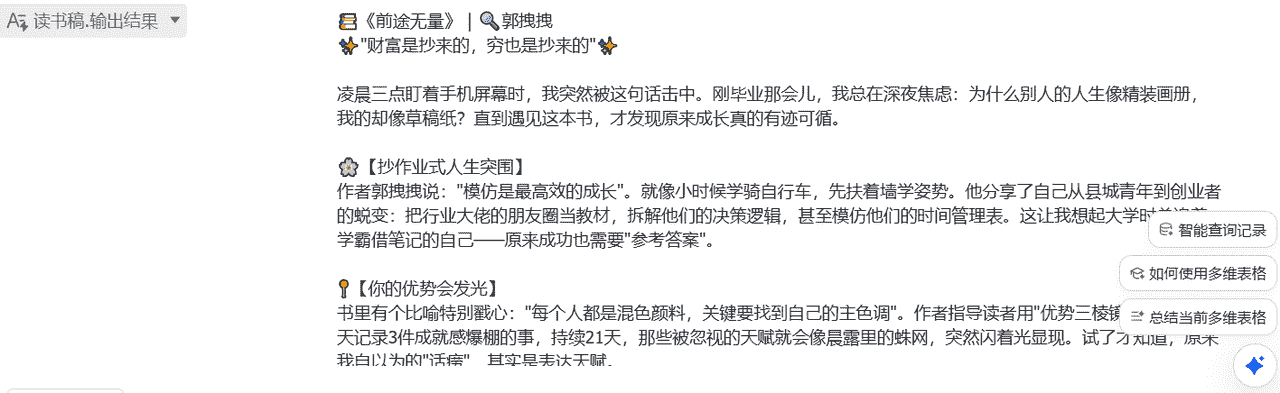 读书稿.输出结果
《前途无量》 | 郭拽拽
"财富是抄来的，穷也是抄来的"
凌晨三点盯着手机屏幕时，我突然被这句话击中。刚毕业那会儿，我总在深夜焦虑：为什么别人的人生像精装画册，
我的却像草稿纸？直到遇见这本书，才发现原来成长真的有迹可循。
【抄作业式人生突围】
作者郭拽拽说："模仿是最高效的成长"。就像小时候学骑自行车，先扶着墙学姿势。他分享了自己从县城青年到创业者
的蜕变：把行业大佬的朋友圈当教材，拆解他们的决策逻辑，甚至模仿他们的时间管理表。这让我想起大学时
学霸借笔记的自己——原来成功也需要"参考答案"。
智能查询记录
如何使用多维表格
【你的优势会发光】
书里有个比喻特别戳心："每个人都是混色颜料，关键要找到自己的主色调"。作者指导读者用"优势三棱镜
总结当前多维表格
天记录3件成就感爆棚的事，持续21天，那些被忽视的天赋就会像晨露里的蛛网，突然闪着光显现。试了才知道，原来
我自以为的"话痨"，其实是表达天赋。